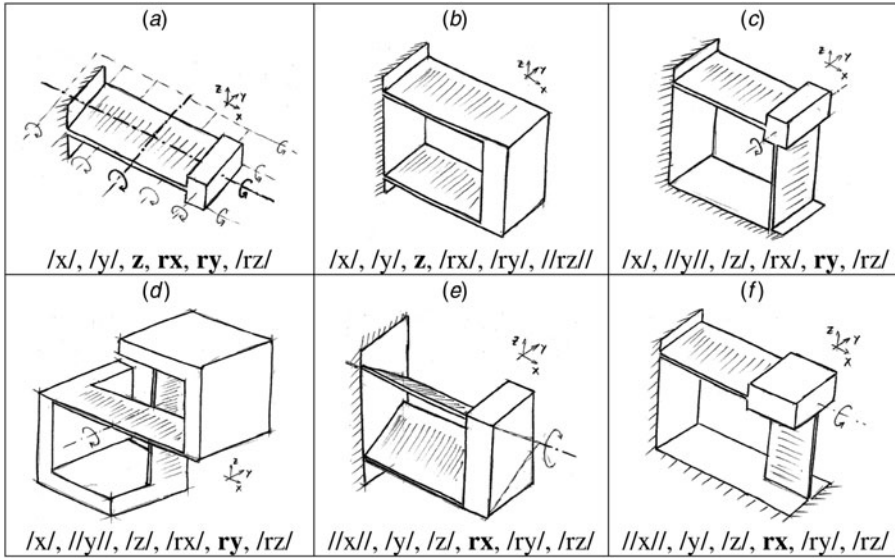 (a)
z y
x
/x/, /y/, z, rx, ry, /rz/
(b)
z y
x
/x/, /y/, z, /rx/, /ry/, //rz//
(c)
z y
x
/x/, //y//, /z/, /rx/, ry, /rz/
(d)
z y
x
/x/, //y//, /z/, /rx/, ry, /rz/
(e)
z y
x
//x//, /y/, /z/, rx, /ry/, /rz/
(f)
z y
x
//x//, /y/, /z/, rx, /ry/, /rz/